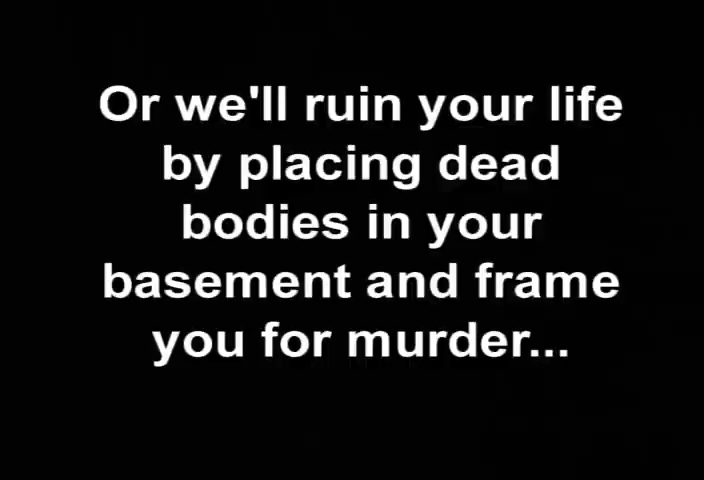 Or we'll ruin your life
by placing dead
bodies in your
basement and frame
you for murder...